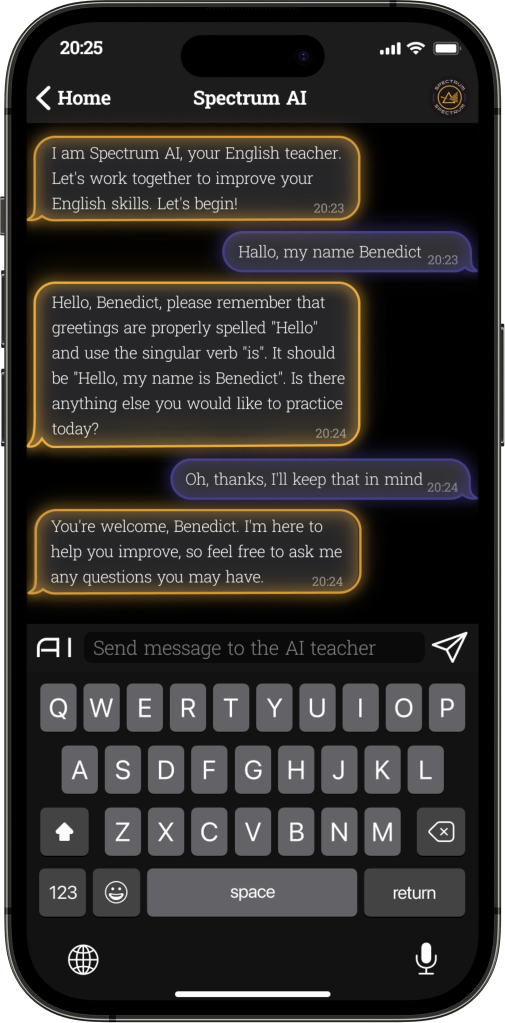 20:25
Home
Spectrum AI
SPECTRUM
SPECTRUM
I am Spectrum AI, your English teacher.
Let's work together to improve your
English skills. Let's begin!
20:23
Hallo, my name Benedict
20:23
Hello, Benedict, please remember that
greetings are properly spelled "Hello"
and use the singular verb "is". It should
be "Hello, my name is Benedict". Is there
anything else you would like to practice
today?
20:24
Oh, thanks, I'll keep that in mind
20:24
You're welcome, Benedict. I'm here to
help you improve, so feel free to ask me
any questions you may have.
20:24
AI
Send message to the AI teacher
Q W E R T Y U I O P
A S D F G H J K L
Z X C V B N M
123
space
return